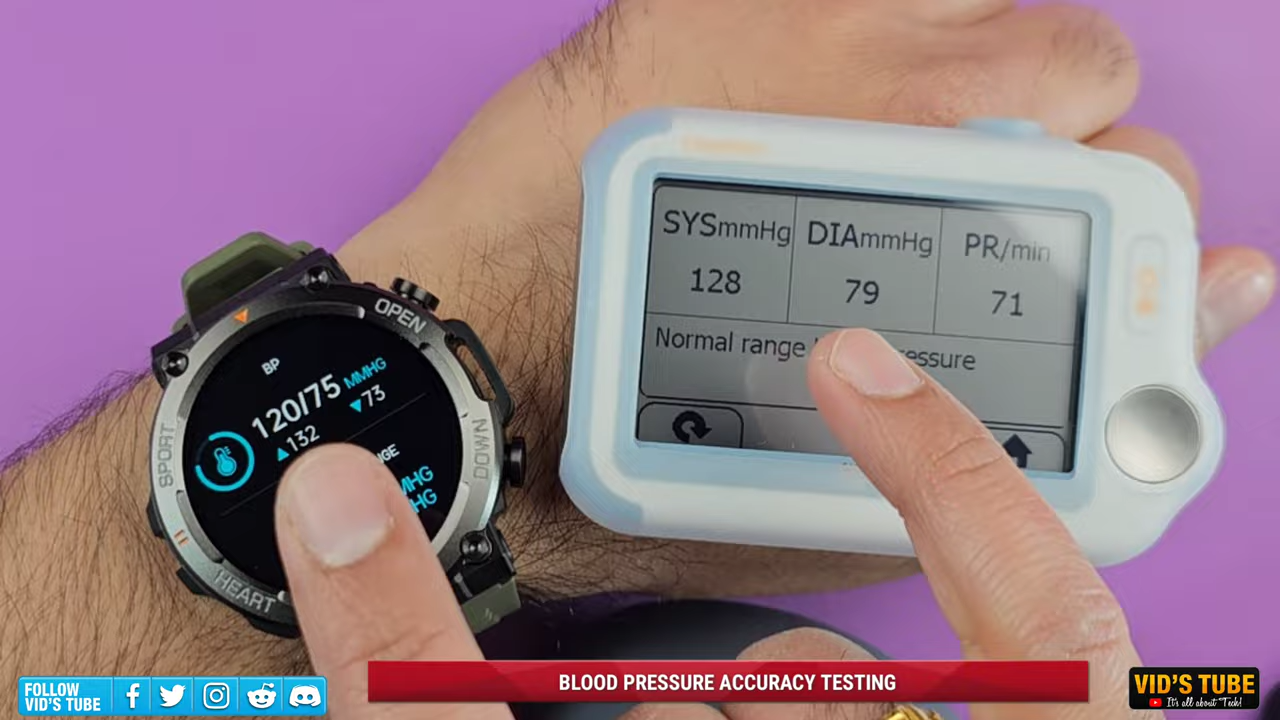 OPEN
DOWN
HEART
SPORT
BP
120/75 MMHG
▲132 ▼73
SYSmmHg DIAmmHg PR/min
128 79 71
Normal range
BLOOD PRESSURE ACCURACY TESTING
FOLLOW
VID'S TUBE
VID'S TUBE
It's all about "Tech!